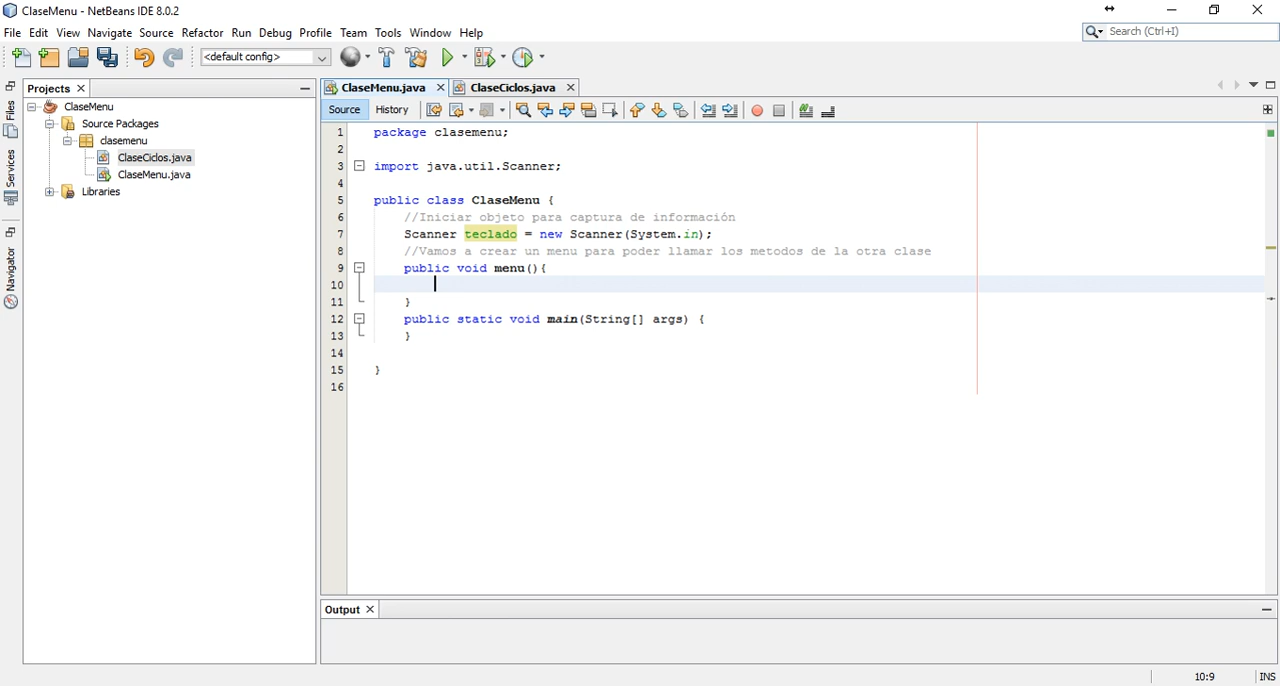 ClaseMenu - NetBeans IDE 8.0.2
File Edit View Navigate Source Refactor Run Debug Profile Team Tools Window Help
Search (Ctrl+I)
<default config>
Projects
ClaseMenu.java
ClaseCiclos.java
Source History
Files
Services
Navigator
ClaseMenu
Source Packages
clasemenu
ClaseCiclos.java
ClaseMenu.java
Libraries
1 package clasemenu;
2
3 import java.util.Scanner;
4
5 public class ClaseMenu {
6 //Iniciar objeto para captura de información
7 Scanner teclado = new Scanner(System.in);
8 //Vamos a crear un menu para poder llamar los metodos de la otra clase
9 public void menu(){
10
11 }
12 public static void main(String[] args) {
13 }
14
15 }
16
Output
10:9 INS